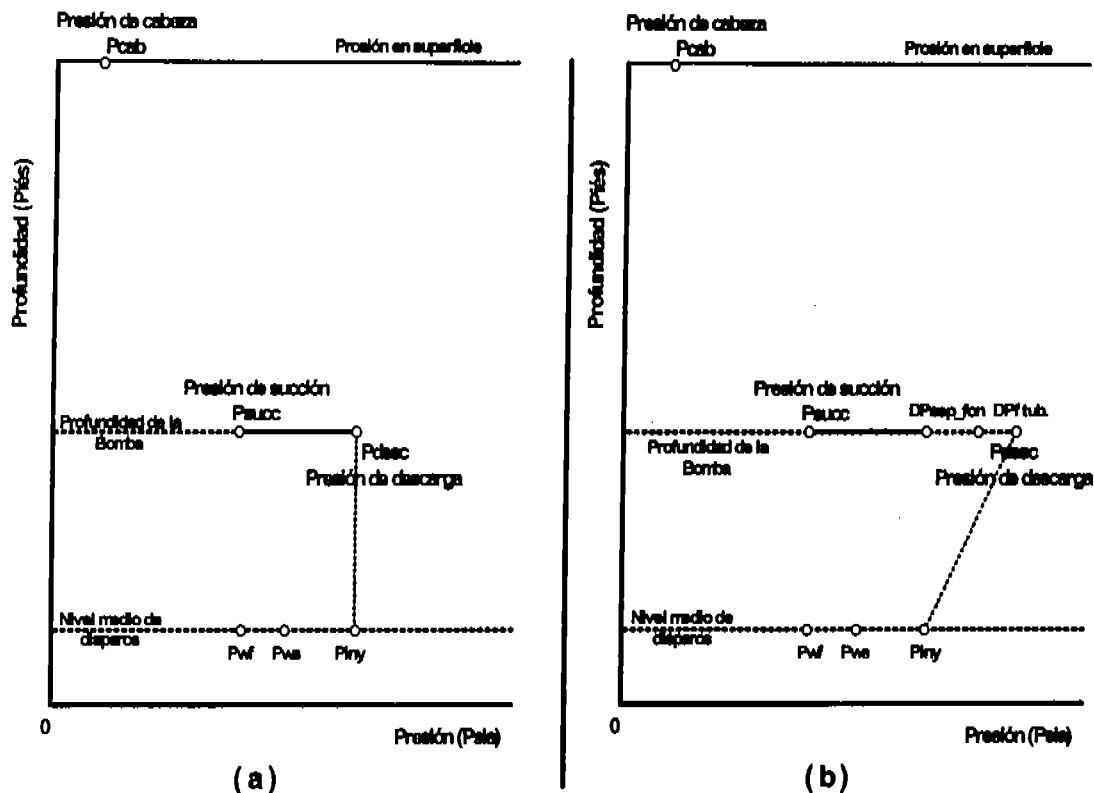 Presión de cabeza
Pcab
Presión en superficie
Profundidad (Piés)
Presión de succión
Psucc
Profundidad de la
Bomba
Pdesc
Presión de descarga
Nivel medio de
disparos
Pwf
Pws
Piny
0
Presión (Psia)
(a)
Presión de cabeza
Pcab
Presión en superficie
Profundidad (Piés)
Presión de succión
Psucc
DPesp_fon
DPf tub.
Profundidad de la
Bomba
Pdesc
Presión de descarga
Nivel medio de
disparos
Pwf
Pws
Piny
0
Presión (Psia)
(b)